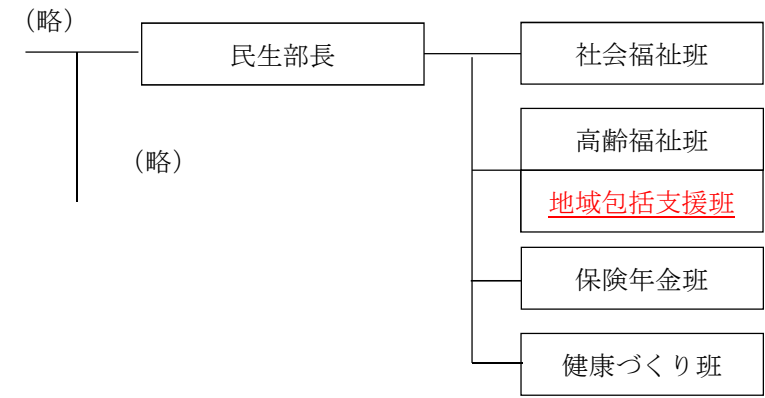 （略）
民生部長
社会福祉班
高齢福祉班
（略）
地域包括支援班
保険年金班
健康づくり班